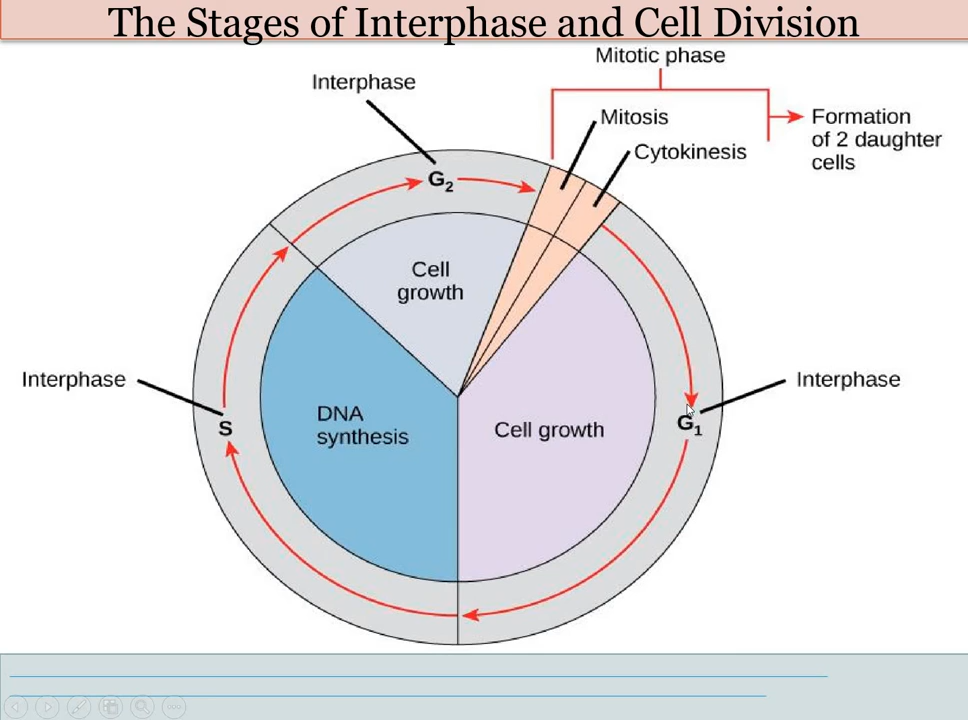 The Stages of Interphase and Cell Division
Mitotic phase
Interphase
Mitosis
Formation
of 2 daughter
cells
Cytokinesis
G₂
Cell
growth
Interphase
Interphase
DNA
synthesis
S
Cell growth
G₁